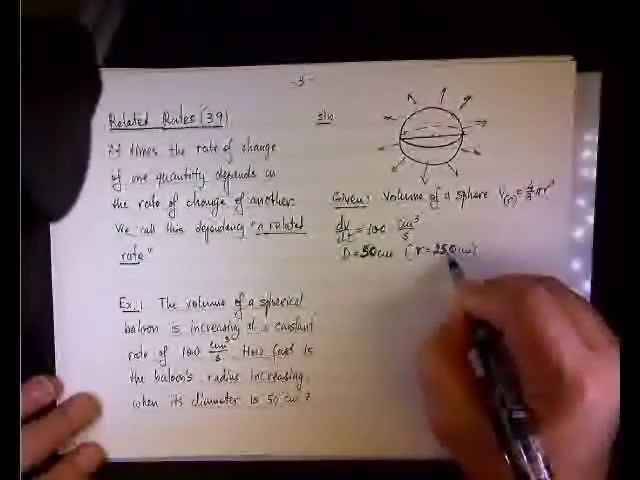 - 3 -
Related Rates (39)
At times the rate of change
of one quantity depends on
the rate of change of another.
We call this dependency "a related
rate"
Ex. 1 The volume of a spherical
baloon is increasing at a constant
rate of 100 cm³/s. How fast is
the baloon's radius increasing
when its diameter is 50 cm?
sln
Given: Volume of a sphere V(r) = 4/3 πr³
dv/dt = 100 cm³/s
D = 50 cm (r = 25.0 cm)